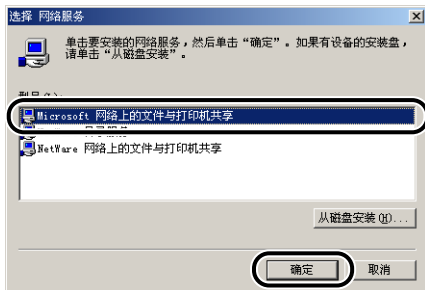 选择 网络服务
单击要安装的网络服务，然后单击“确定”。如果有设备的安装盘，
请单击“从磁盘安装”。
Microsoft 网络上的文件与打印机共享
NetWare 网络上的文件与打印机共享
从磁盘安装(H)...
确定
取消